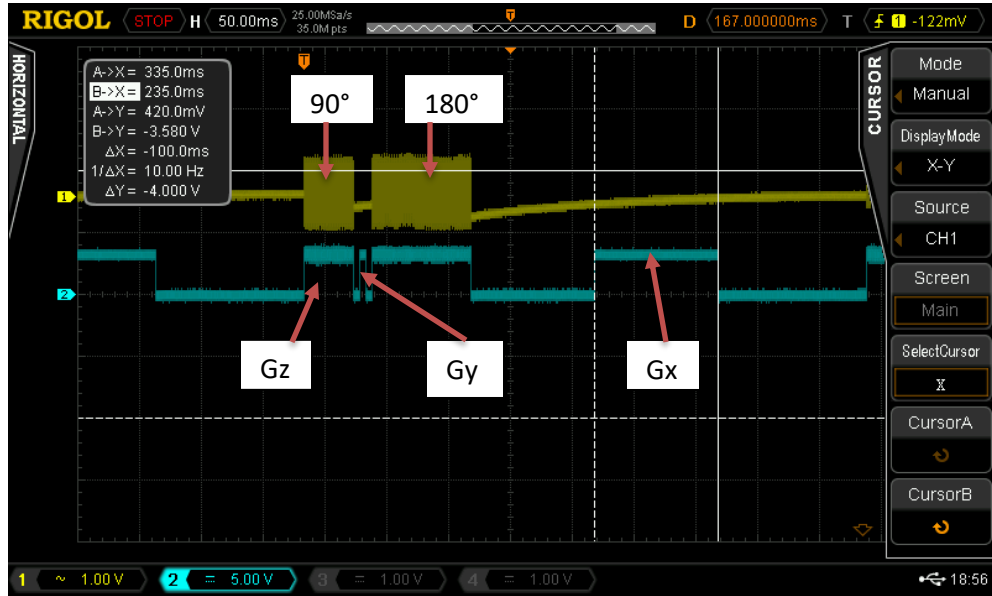 RIGOL STOP H 50.00ms 25.00MSa/s 35.0M pts D 167.000000ms T 1 -122mV
HORIZONTAL
A->X = 335.0ms
B->X = 235.0ms
A->Y = 420.0mV
B->Y = -3.580 V
ΔX = -100.0ms
1/ΔX = 10.00 Hz
ΔY = -4.000 V
T
90°
180°
1
2
Gz
Gy
Gx
CURSOR
Mode
Manual
DisplayMode
X-Y
Source
CH1
Screen
Main
SelectCursor
X
CursorA
CursorB
1 ~ 1.00 V 2 = 5.00 V 3 = 1.00 V 4 = 1.00 V 18:56